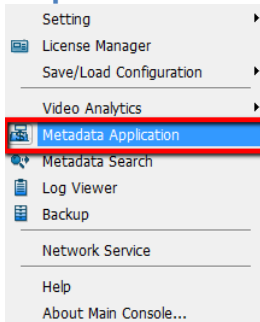 Setting
License Manager
Save/Load Configuration
Video Analytics
Metadata Application
Metadata Search
Log Viewer
Backup
Network Service
Help
About Main Console...